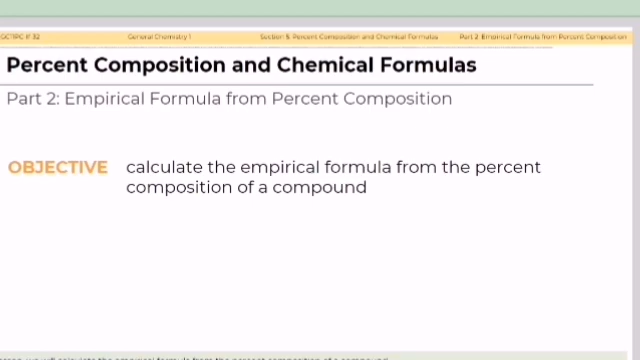 General Chemistry 1 Section 5: Percent Composition and Chemical Formulas Part 2: Empirical Formula from Percent Composition
Percent Composition and Chemical Formulas
Part 2: Empirical Formula from Percent Composition
OBJECTIVE calculate the empirical formula from the percent
composition of a compound